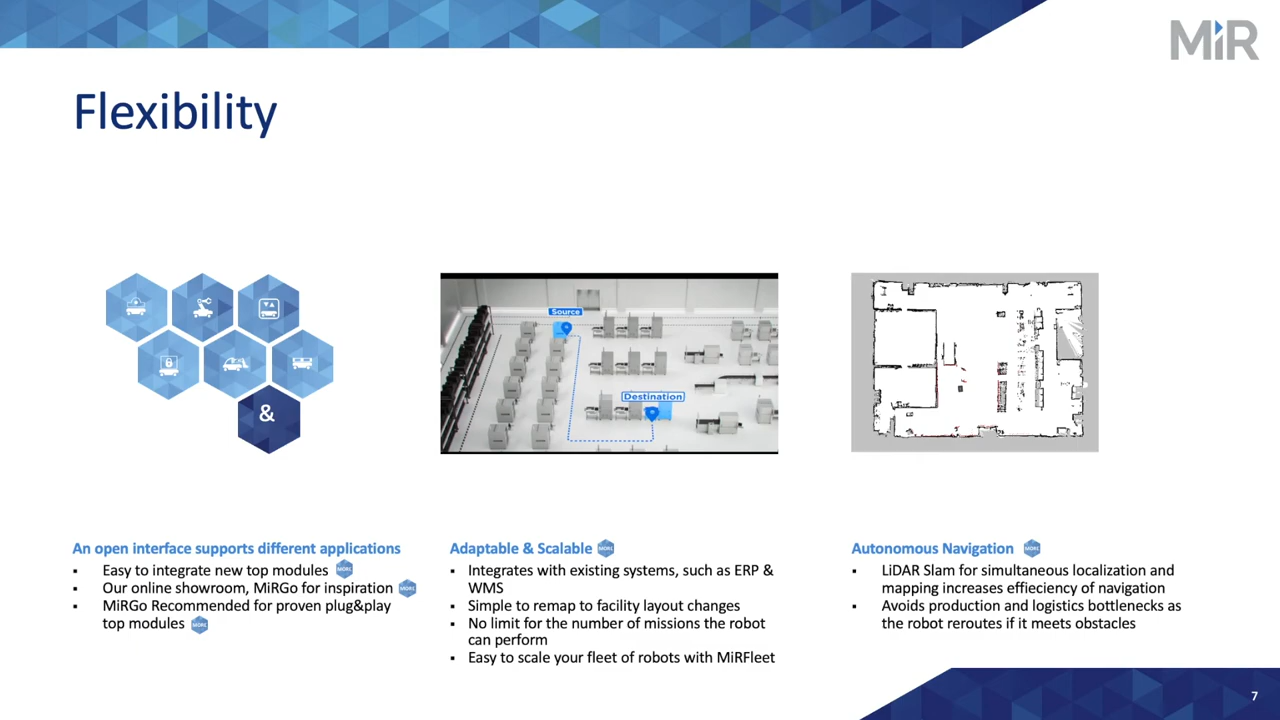 MiR
Flexibility
&
Source
Destination
An open interface supports different applications
▪ Easy to integrate new top modules MORE
▪ Our online showroom, MiRGo for inspiration MORE
▪ MiRGo Recommended for proven plug&play
top modules MORE
Adaptable & Scalable MORE
▪ Integrates with existing systems, such as ERP &
WMS
▪ Simple to remap to facility layout changes
▪ No limit for the number of missions the robot
can perform
▪ Easy to scale your fleet of robots with MiRFleet
Autonomous Navigation MORE
▪ LiDAR Slam for simultaneous localization and
mapping increases effieciency of navigation
▪ Avoids production and logistics bottlenecks as
the robot reroutes if it meets obstacles
7